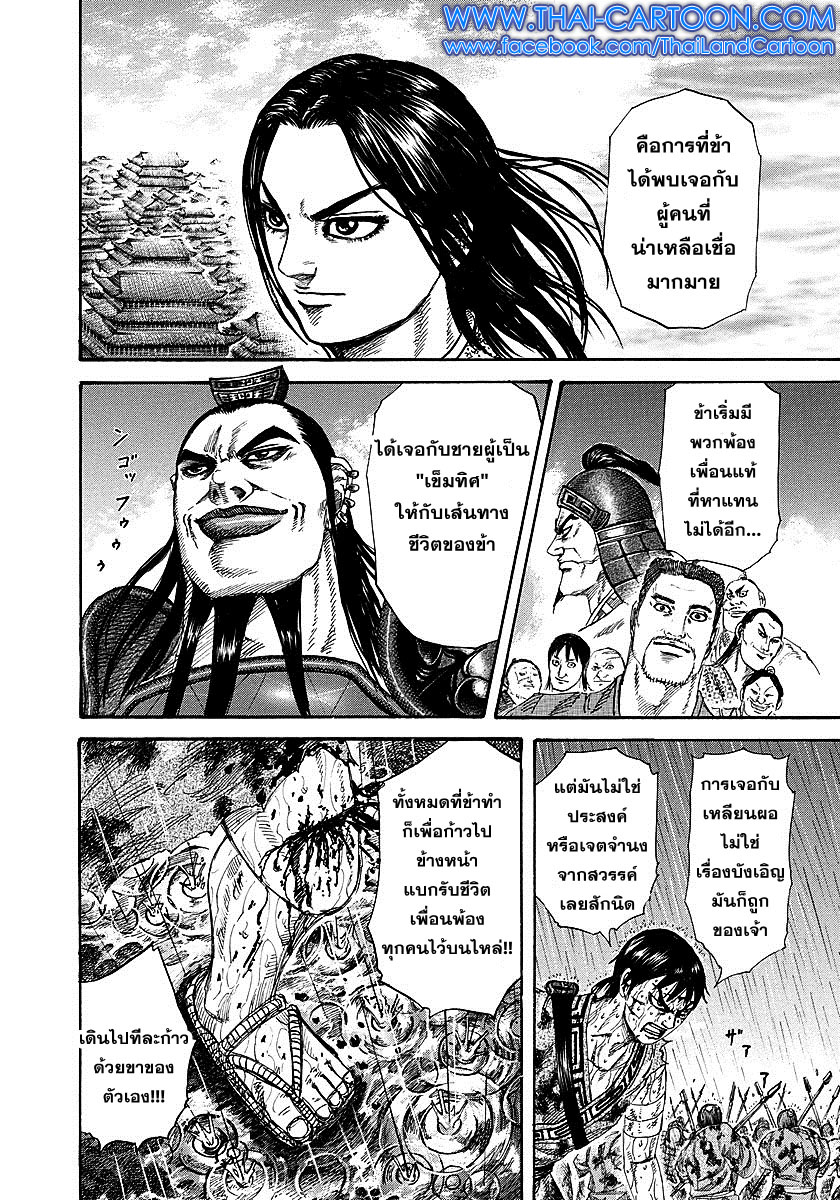 WWW.THAI-CARTOON.COM
www.facebook.com/ThaiLandCartoon
คือการที่ข้า
ได้พบเจอกับ
ผู้คนที่
น่าเหลือเชื่อ
มากมาย
ข้าเริ่มมี
พวกพ้อง
เพื่อนแท้
ที่หาแทน
ไม่ได้อีก...
ได้เจอกับชายผู้เป็น
"เข็มทิศ"
ให้กับเส้นทาง
ชีวิตของข้า
ンゴッフゥゥゥ
การเจอกับ
เหลียนผอ
ไม่ใช่
เรื่องบังเอิญ
มันก็ถูก
ของเจ้า
แต่มันไม่ใช่
ประสงค์
หรือเจตจำนง
จากสวรรค์
เลยสักนิด
ザアア
ทั้งหมดที่ข้าทำ
ก็เพื่อก้าวไป
ข้างหน้า
แบกรับชีวิต
เพื่อนพ้อง
ทุกคนไว้บนไหล่!!
เดินไปทีละก้าว
ด้วยขาของ
ตัวเอง!!!